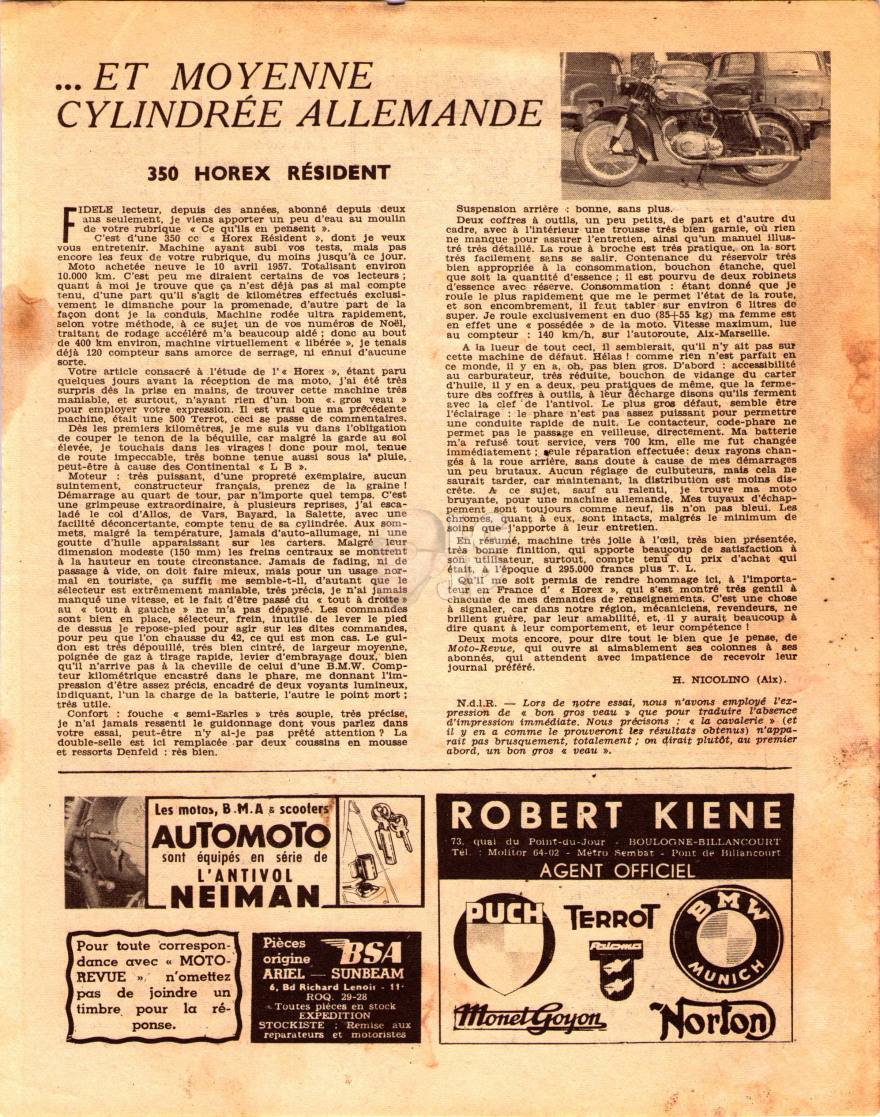 ... ET MOYENNE
CYLINDRÉE ALLEMANDE
350 HOREX RÉSIDENT
FIDELE lecteur, depuis des années, abonné depuis deux
ans seulement, je viens apporter un peu d'eau au moulin
de votre rubrique « Ce qu'ils en pensent ».
C'est d'une 350 cc « Horex Résident », dont je veux
vous entretenir. Machine ayant subi vos tests, mais pas
encore les feux de votre rubrique, du moins jusqu'à ce jour.
Moto achetée neuve le 10 avril 1957. Totalisant environ
10.000 km. C'est peu me diraient certains de vos lecteurs ;
quant à moi je trouve que ça n'est déjà pas si mal compte
tenu, d'une part qu'il s'agit de kilomètres effectués exclusi-
vement le dimanche pour la promenade, d'autre part de la
façon dont je la conduis. Machine rodée ultra rapidement,
selon votre méthode, à ce sujet un de vos numéros de Noël,
traitant de rodage accéléré m'a beaucoup aidé ; donc au bout
de 400 km environ, machine virtuellement « libérée », je tenais
déjà 120 compteur sans amorce de serrage, ni ennui d'aucune
sorte.
Votre article consacré à l'étude de l'« Horex », étant paru
quelques jours avant la réception de ma moto, j'ai été très
surpris dès la prise en mains, de trouver cette machine très
maniable, et surtout, n'ayant rien d'un bon « gros veau »
pour employer votre expression. Il est vrai que ma précédente
machine, était une 500 Terrot, ceci se passe de commentaires.
Dès les premiers kilomètres, je me suis vu dans l'obligation
de couper le tenon de la béquille, car malgré la garde au sol
élevée, je touchais dans les virages ! donc pour moi, tenue
de route impeccable, très bonne tenue aussi sous la pluie,
peut-être à cause des Continental « L B ».
Moteur : très puissant, d'une propreté exemplaire, aucun
suintement, constructeur français, prenez de la graine !
Démarrage au quart de tour, par n'importe quel temps. C'est
une grimpeuse extraordinaire, à plusieurs reprises, j'ai esca-
ladé le col d'Allos, de Vars, Bayard, la Salette, avec une
facilité déconcertante, compte tenu de sa cylindrée. Aux som-
mets, malgré la température, jamais d'auto-allumage, ni une
goutte d'huile apparaissant sur les carters. Malgré leur
dimension modeste (150 mm) les freins centraux se montrent
à la hauteur en toute circonstance. Jamais de fading, ni de
passage à vide, on doit faire mieux, mais pour un usage nor-
mal en touriste, ça suffit me semble-t-il, d'autant que le
sélecteur est extrêmement maniable, très précis, je n'ai jamais
manqué une vitesse, et le fait d'être passé du « tout à droite »
au « tout à gauche » ne m'a pas dépaysé. Les commandes
sont bien en place, sélecteur, frein, inutile de lever le pied
de dessus le repose-pied pour agir sur les dites commandes,
pour peu que l'on chausse du 42, ce qui est mon cas. Le gui-
don est très dépouillé, très bien cintré, de largeur moyenne,
poignée de gaz à tirage rapide, levier d'embrayage doux, bien
qu'il n'arrive pas à la cheville de celui d'une B.M.W. Comp-
teur kilométrique encastré dans le phare, me donnant l'im-
pression d'être assez précis, encadré de deux voyants lumineux,
indiquant, l'un la charge de la batterie, l'autre le point mort ;
très utile.
Confort : fouche « semi-Earles » très souple, très précise,
je n'ai jamais ressenti le guidonnage dont vous parlez dans
votre essai, peut-être n'y ai-je pas prêté attention ? La
double-selle est ici remplacée par deux coussins en mousse
et ressorts Denfeld : très bien.
Suspension arrière : bonne, sans plus.
Deux coffres à outils, un peu petits, de part et d'autre du
cadre, avec à l'intérieur une trousse très bien garnie, où rien
ne manque pour assurer l'entretien, ainsi qu'un manuel illus-
tré très détaillé. La roue à broche est très pratique, on la sort
très facilement sans se salir. Contenance du réservoir très
bien appropriée à la consommation, bouchon étanche, quel
que soit la quantité d'essence ; il est pourvu de deux robinets
d'essence avec réserve. Consommation : étant donné que je
roule le plus rapidement que me le permet l'état de la route,
et son encombrement, il faut tabler sur environ 6 litres de
super. Je roule exclusivement en duo (85+55 kg) ma femme est
en effet une « possédée » de la moto. Vitesse maximum, lue
au compteur : 140 km/h, sur l'autoroute, Aix-Marseille.
A la lueur de tout ceci, il semblerait, qu'il n'y ait pas sur
cette machine de défaut. Hélas ! comme rien n'est parfait en
ce monde, il y en a, oh, pas bien gros. D'abord : accessibilité
au carburateur, très réduite, bouchon de vidange du carter
d'huile, il y en a deux, peu pratiques de même, que la ferme-
ture des coffres à outils, à leur décharge disons qu'ils ferment
avec la clef de l'antivol. Le plus gros défaut, semble être
l'éclairage : le phare n'est pas assez puissant pour permettre
une conduite rapide de nuit. Le contacteur, code-phare ne
permet pas le passage en veilleuse, directement. Ma batterie
m'a refusé tout service, vers 700 km, elle me fut changée
immédiatement ; seule réparation effectuée: deux rayons chan-
gés à la roue arrière, sans doute à cause de mes démarrages
un peu brutaux. Aucun réglage de culbuteurs, mais cela ne
saurait tarder, car maintenant, la distribution est moins dis-
crète. A ce sujet, sauf au ralenti, je trouve ma moto
bruyante, pour une machine allemande. Mes tuyaux d'échap-
pement sont toujours comme neuf, ils n'on pas bleui. Les
chromes, quant à eux, sont intacts, malgrés le minimum de
soins que j'apporte à leur entretien.
En résumé, machine très jolie à l'œil, très bien présentée,
très bonne finition, qui apporte beaucoup de satisfaction à
son utilisateur, surtout, compte tenu du prix d'achat qui
était, à l'époque d 295.000 francs plus T. L.
Qu'il me soit permis de rendre hommage ici, à l'importa-
teur en France d'« Horex », qui s'est montré très gentil à
chacune de mes demandes de renseignements. C'est une chose
à signaler, car dans notre région, mécaniciens, revendeurs, ne
brillent guère, par leur amabilité, et, il y aurait beaucoup à
dire quant à leur comportement, et leur compétence !
Deux mots encore, pour dire tout le bien que je pense, de
Moto-Revue, qui ouvre si aimablement ses colonnes à ses
abonnés, qui attendent avec impatience de recevoir leur
journal préféré.
H. NICOLINO (Aix).
N.d.l.R. — Lors de notre essai, nous n'avons employé l'ex-
pression de « bon gros veau » que pour traduire l'absence
d'impression immédiate. Nous précisons : « la cavalerie » (et
il y en a comme le prouveront les résultats obtenus) n'appa-
rait pas brusquement, totalement ; on dirait plutôt, au premier
abord, un bon gros « veau ».
Les motos, B.M.A & scooters
AUTOMOTO
sont équipés en série de
L'ANTIVOL
NEIMAN
Pour toute correspon-
dance avec « MOTO-
REVUE », n'omettez
pas de joindre un
timbre pour la ré-
ponse.
Pièces
origine BSA
ARIEL — SUNBEAM
6, Bd Richard Lenoir - 11e
ROQ. 29-28
Toutes pièces en stock
EXPEDITION
STOCKISTE : Remise aux
reparateurs et motoristes
ROBERT KIENE
73, quai du Point-du-Jour - BOULOGNE-BILLANCOURT
Tél. : Molitor 64-02 - Métro Sembat - Pont de Billancourt
AGENT OFFICIEL
PUCH
TERROT
Paloma
BMW
MUNICH
Monet Goyon
Norton